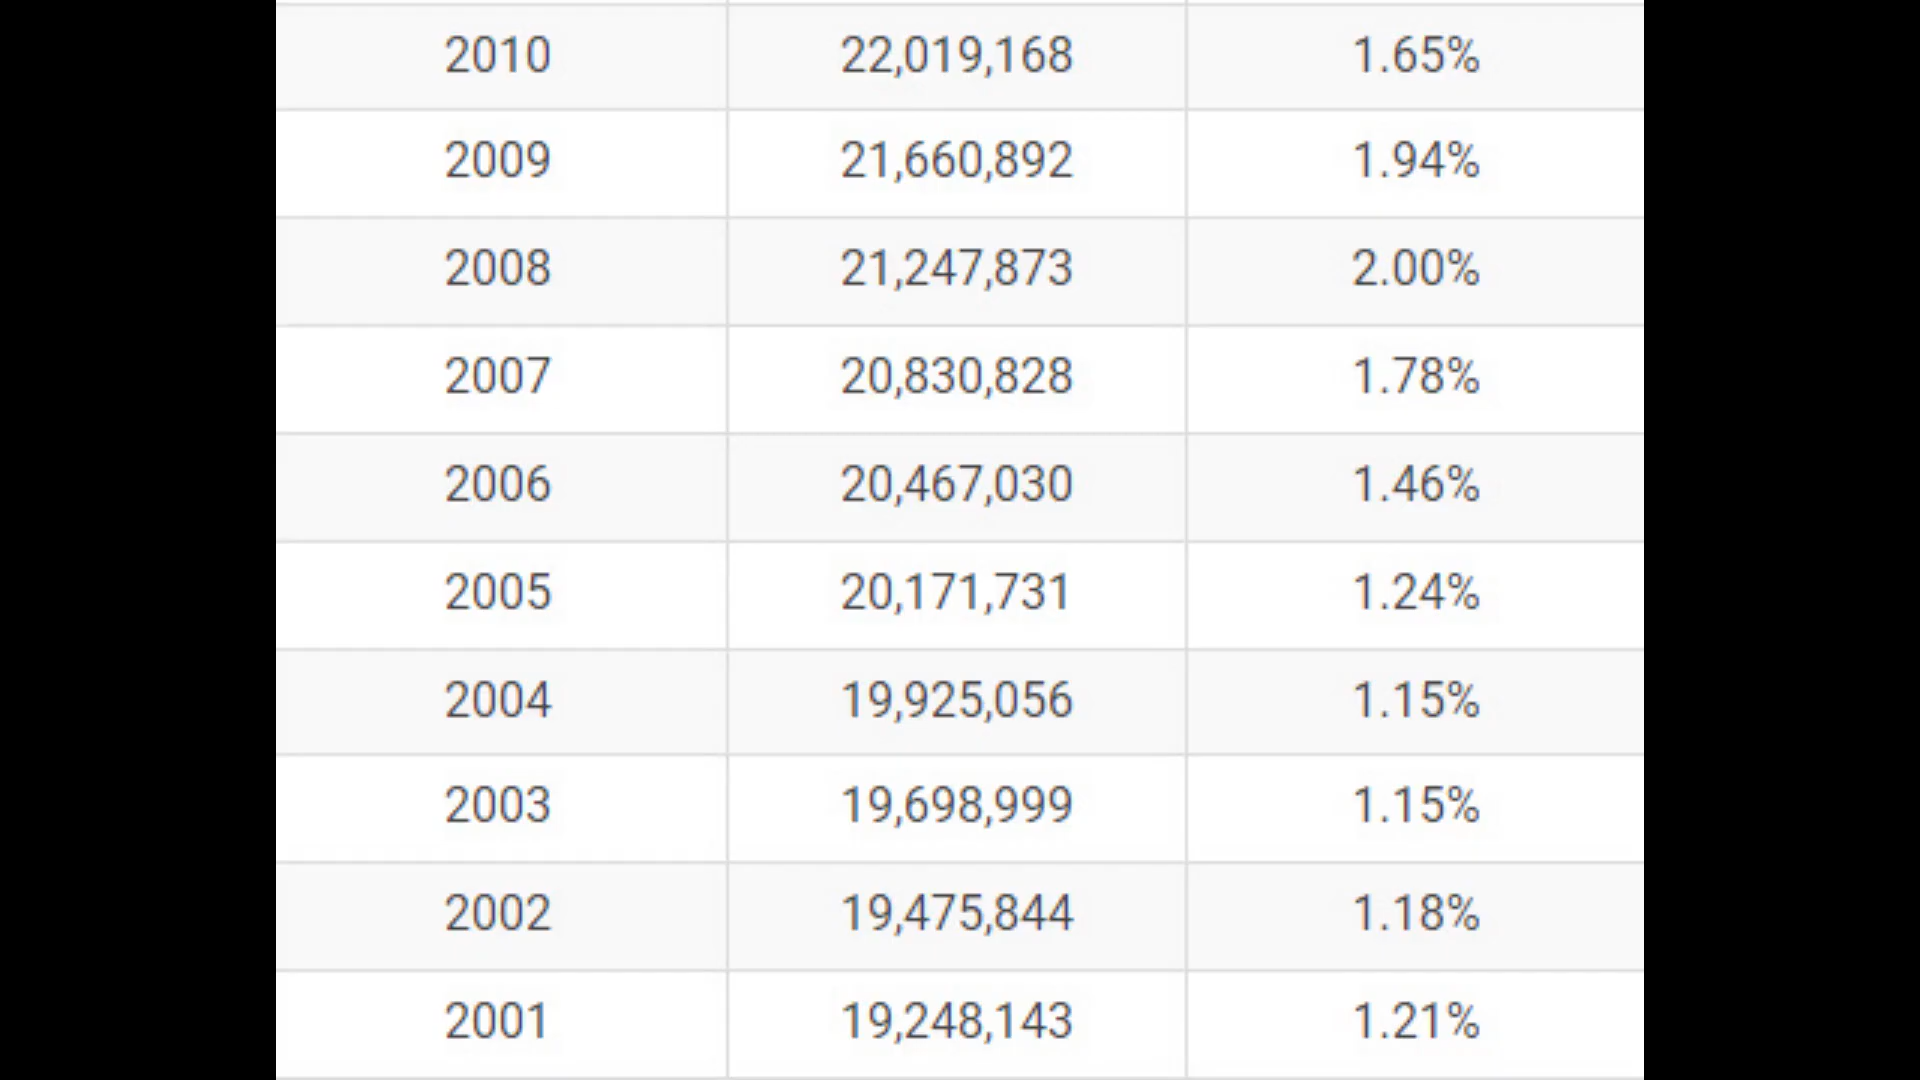 2010 22,019,168 1.65%
2009 21,660,892 1.94%
2008 21,247,873 2.00%
2007 20,830,828 1.78%
2006 20,467,030 1.46%
2005 20,171,731 1.24%
2004 19,925,056 1.15%
2003 19,698,999 1.15%
2002 19,475,844 1.18%
2001 19,248,143 1.21%